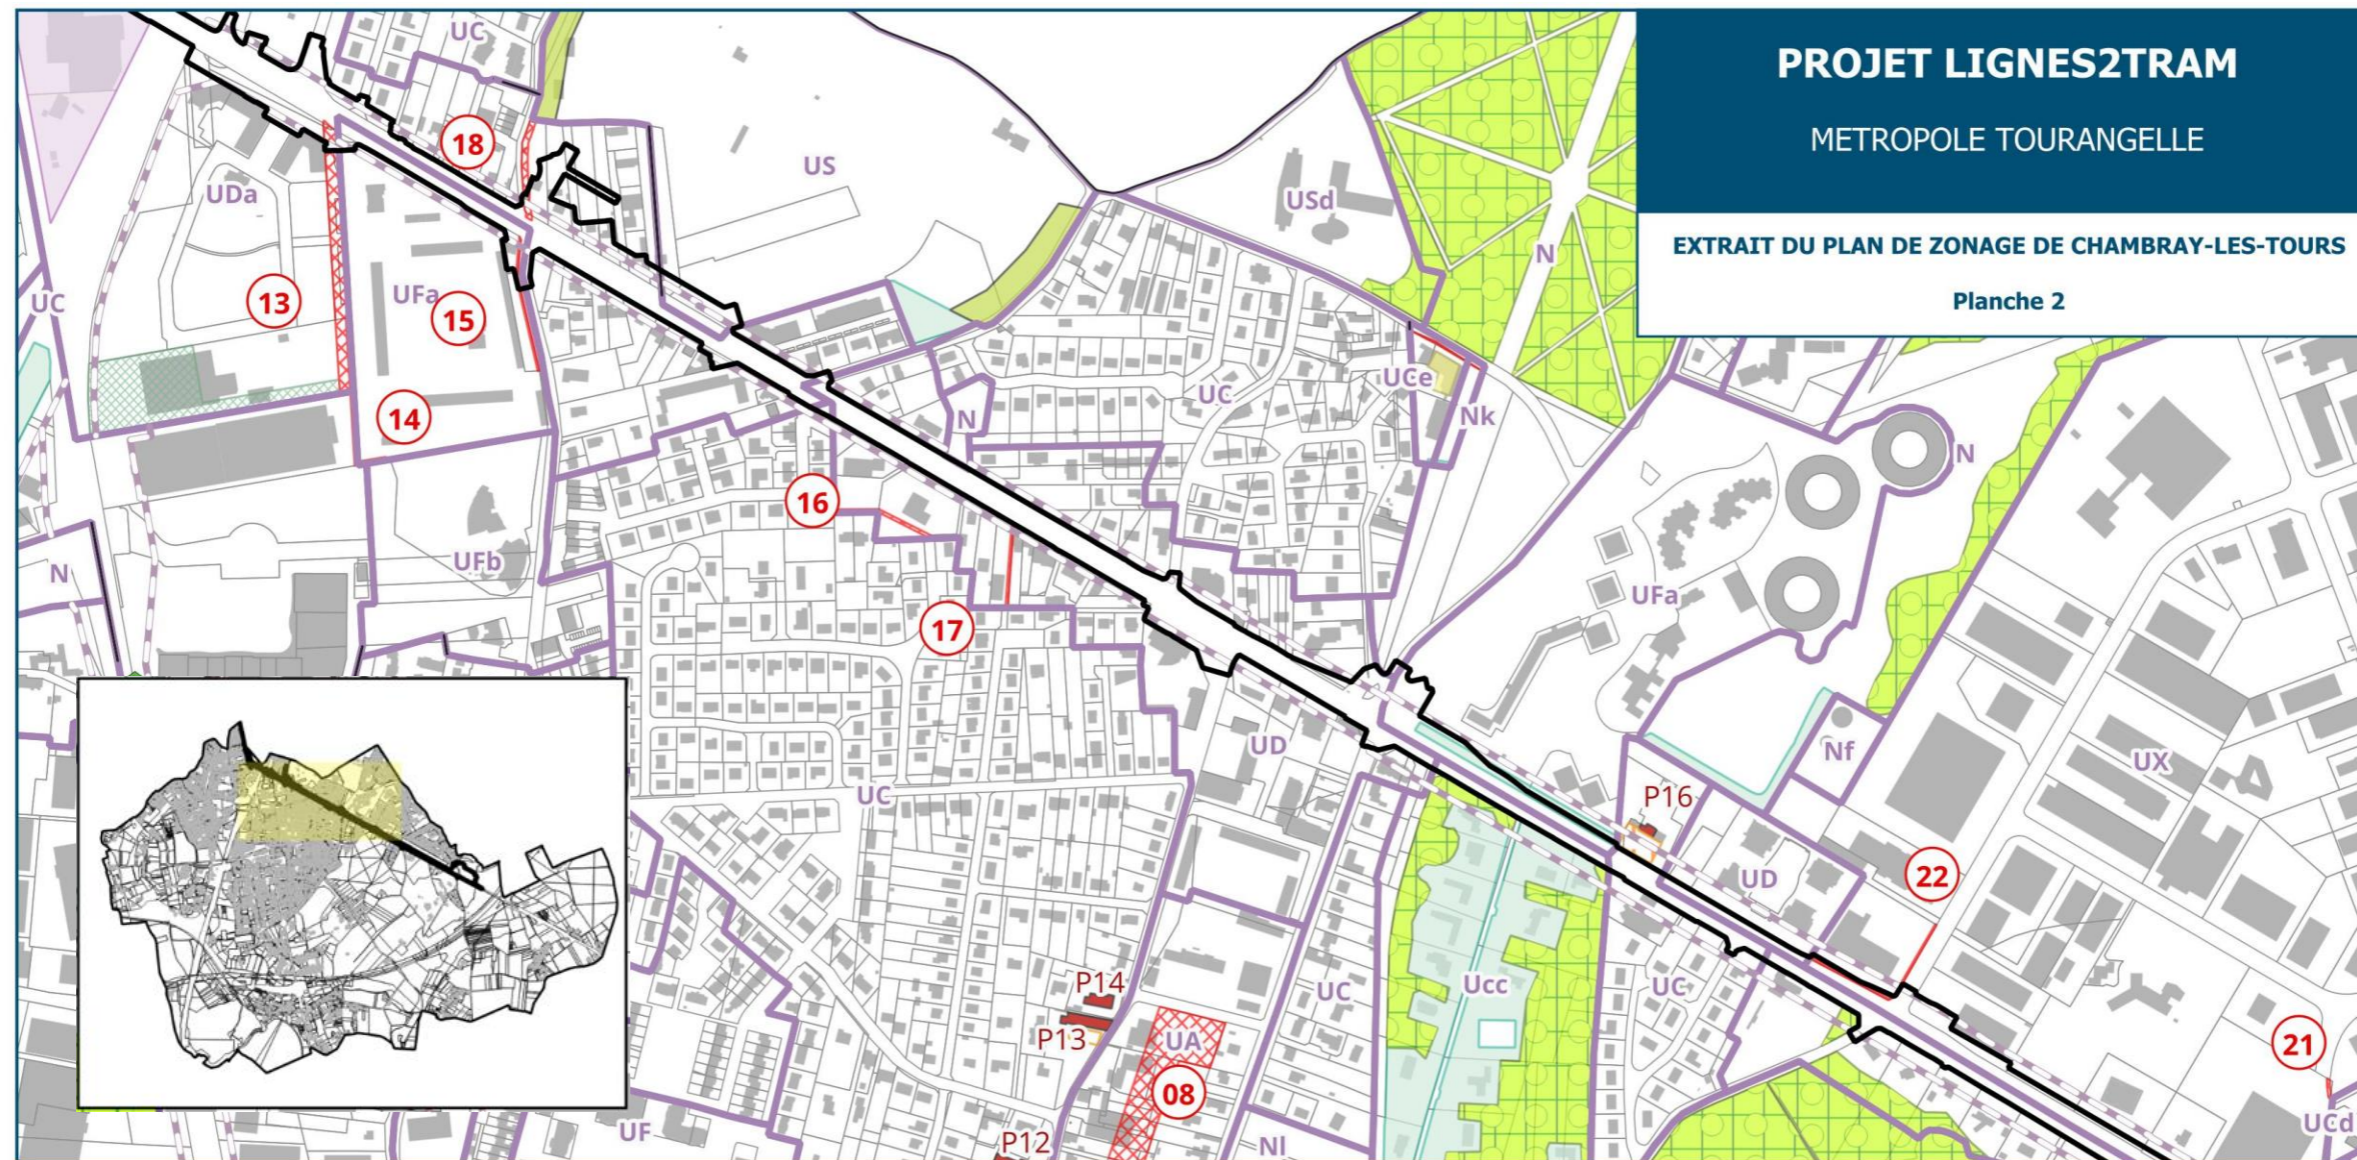 PROJET LIGNES2TRAM
METROPOLE TOURANGELLE
EXTRAIT DU PLAN DE ZONAGE DE CHAMBRAY-LES-TOURS
Planche 2
UC
18
US
UDa
USd
N
UC
13
UFa
15
14
UCe
UC
N
Nk
N
16
N
UFb
UFa
17
UD
Nf
UX
UC
P16
UD
22
P14
UC
Ucc
UC
P13
UA
21
08
UCd
UF
P12
Nl